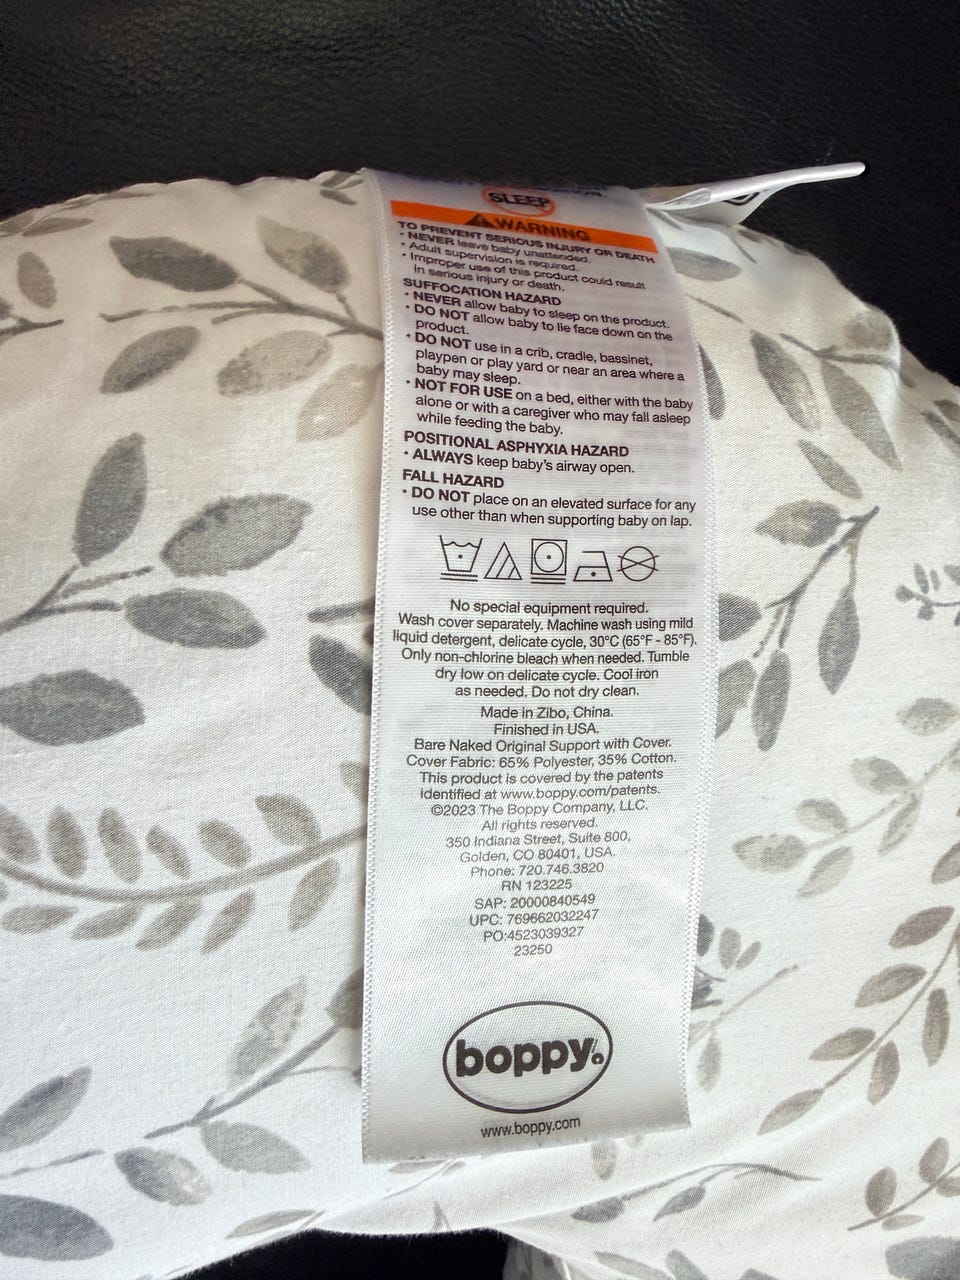 SLEEP
WARNING
TO PREVENT SERIOUS INJURY OR DEATH
• NEVER leave baby unattended.
• Adult supervision is required.
• Improper use of this product could result
in serious injury or death.
SUFFOCATION HAZARD
• NEVER allow baby to sleep on the product.
• DO NOT allow baby to lie face down on the
product.
• DO NOT use in a crib, cradle, bassinet,
playpen or play yard or near an area where a
baby may sleep.
• NOT FOR USE on a bed, either with the baby
alone or with a caregiver who may fall asleep
while feeding the baby.
POSITIONAL ASPHYXIA HAZARD
• ALWAYS keep baby's airway open.
FALL HAZARD
• DO NOT place on an elevated surface for any
use other than when supporting baby on lap.
No special equipment required.
Wash cover separately. Machine wash using mild
liquid detergent, delicate cycle, 30°C (65°F - 85°F).
Only non-chlorine bleach when needed. Tumble
dry low on delicate cycle. Cool iron
as needed. Do not dry clean.
Made in Zibo, China.
Finished in USA.
Bare Naked Original Support with Cover.
Cover Fabric: 65% Polyester, 35% Cotton.
This product is covered by the patents
identified at www.boppy.com/patents.
©2023 The Boppy Company, LLC.
All rights reserved.
350 Indiana Street, Suite 800,
Golden, CO 80401, USA.
Phone: 720.746.3820
RN 123225
SAP: 20000840549
UPC: 769662032247
PO:4523039327
23250
boppy
www.boppy.com